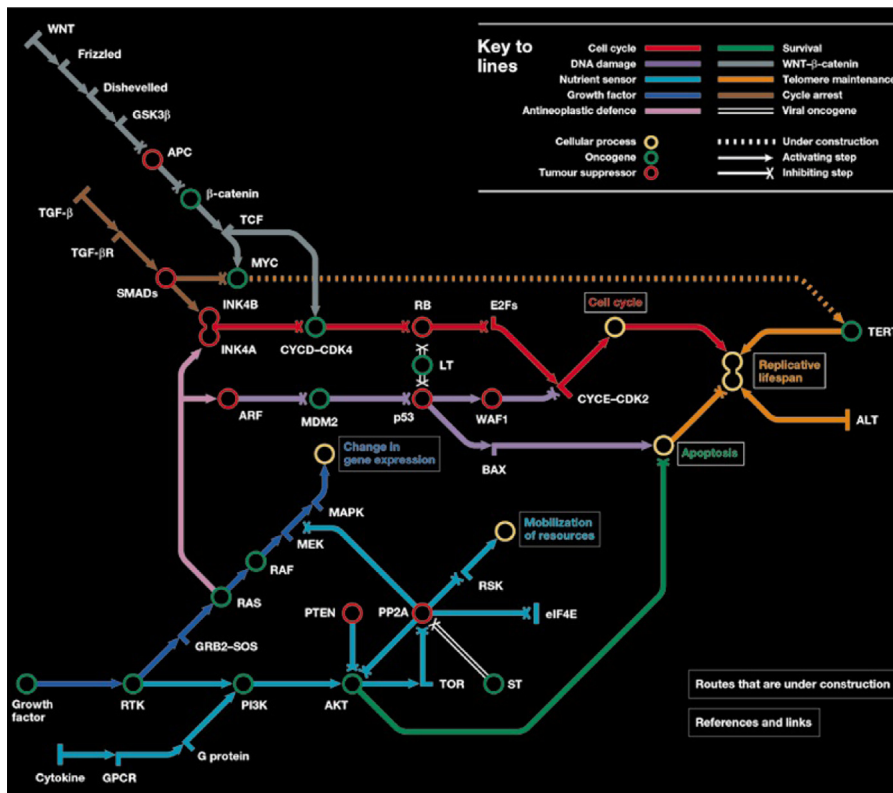 WNT
Frizzled
Dishevelled
GSK3β
APC
β-catenin
TCF
TGF-β
TGF-βR
SMADs
MYC
INK4B
INK4A
CYCD–CDK4
RB
E2Fs
Cell cycle
TERT
LT
Replicative
lifespan
ARF
MDM2
p53
WAF1
CYCE–CDK2
ALT
BAX
Apoptosis
Change in
gene expression
MAPK
MEK
RAF
RAS
GRB2–SOS
Mobilization
of resources
RSK
PTEN
PP2A
eIF4E
Growth
factor
RTK
PI3K
AKT
TOR
ST
Cytokine
GPCR
G protein
Key to
lines
Cell cycle
DNA damage
Nutrient sensor
Growth factor
Antineoplastic defence
Survival
WNT–β-catenin
Telomere maintenance
Cycle arrest
Viral oncogene
Cellular process
Oncogene
Tumour suppressor
Under construction
Activating step
Inhibiting step
Routes that are under construction
References and links